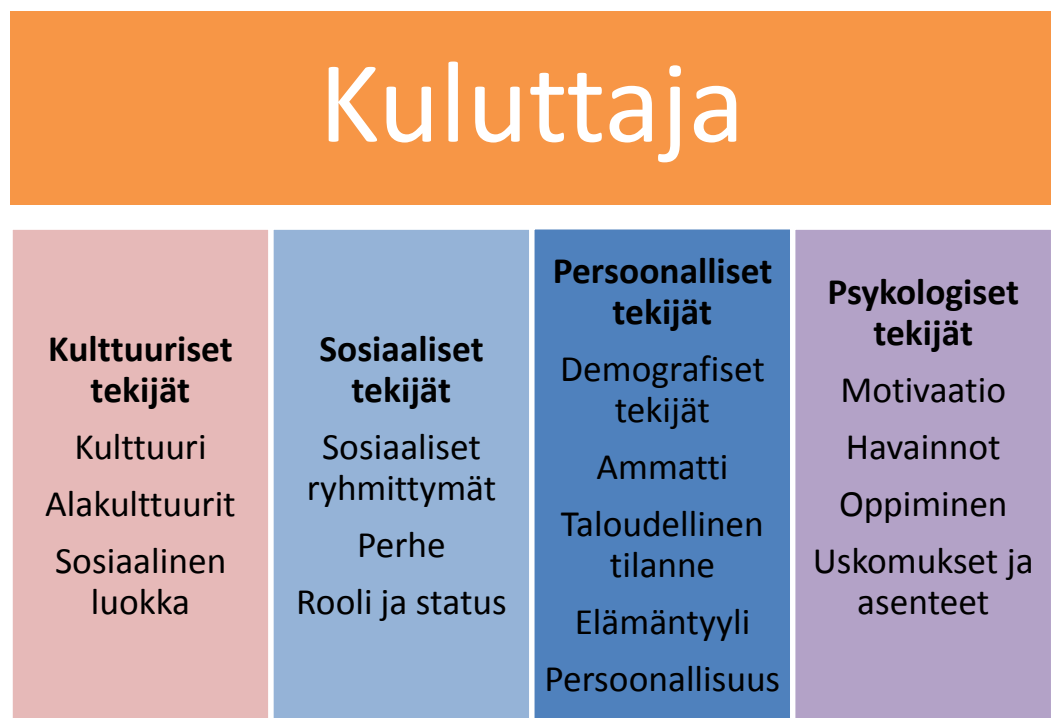 Kuluttaja
Kulttuuriset
tekijät
Kulttuuri
Alakulttuurit
Sosiaalinen
luokka
Sosiaaliset
tekijät
Sosiaaliset
ryhmittymät
Perhe
Rooli ja status
Persoonalliset
tekijät
Demografiset
tekijät
Ammatti
Taloudellinen
tilanne
Elämäntyyli
Persoonallisuus
Psykologiset
tekijät
Motivaatio
Havainnot
Oppiminen
Uskomukset ja
asenteet